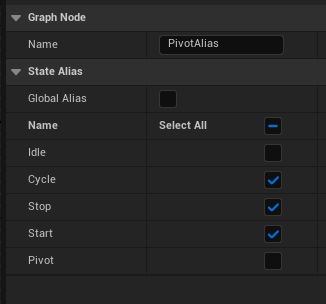 Graph Node
Name PivotAlias
State Alias
Global Alias
Name Select All
Idle
Cycle
Stop
Start
Pivot